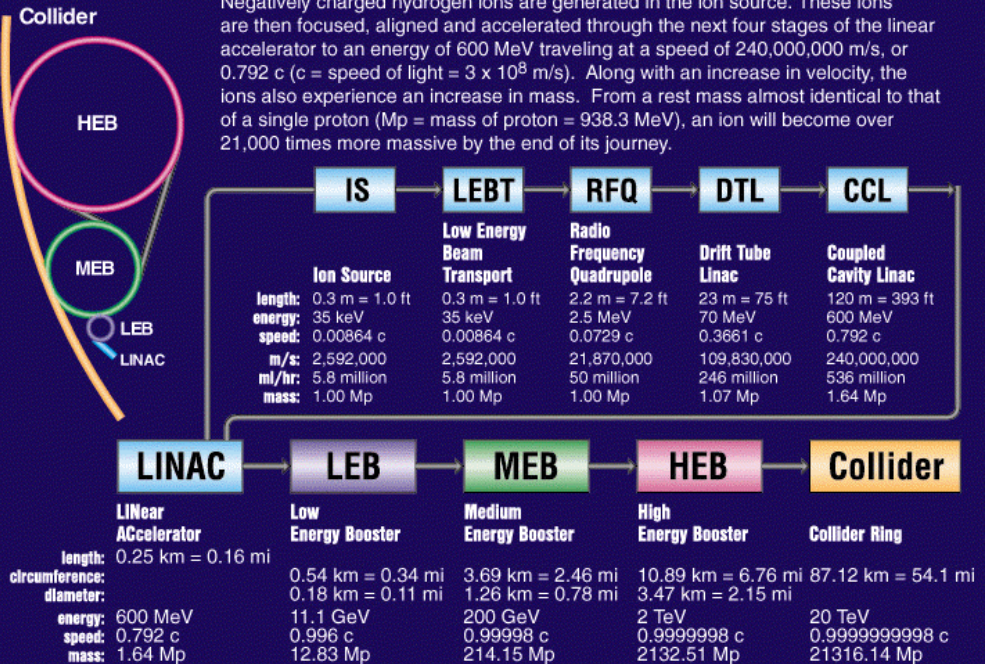 Collider
Negatively charged hydrogen ions are generated in the ion source. These ions
are then focused, aligned and accelerated through the next four stages of the linear
accelerator to an energy of 600 MeV traveling at a speed of 240,000,000 m/s, or
0.792 c (c = speed of light = 3 x 10⁸ m/s). Along with an increase in velocity, the
ions also experience an increase in mass. From a rest mass almost identical to that
of a single proton (Mp = mass of proton = 938.3 MeV), an ion will become over
21,000 times more massive by the end of its journey.
HEB
MEB
LEB
LINAC
IS LEBT RFQ DTL CCL
Low Energy Radio
Beam Frequency Drift Tube Coupled
Ion Source Transport Quadrupole Linac Cavity Linac
length: 0.3 m = 1.0 ft 0.3 m = 1.0 ft 2.2 m = 7.2 ft 23 m = 75 ft 120 m = 393 ft
energy: 35 keV 35 keV 2.5 MeV 70 MeV 600 MeV
speed: 0.00864 c 0.00864 c 0.0729 c 0.3661 c 0.792 c
m/s: 2,592,000 2,592,000 21,870,000 109,830,000 240,000,000
ml/hr: 5.8 million 5.8 million 50 million 246 million 536 million
mass: 1.00 Mp 1.00 Mp 1.00 Mp 1.07 Mp 1.64 Mp
LINAC LEB MEB HEB Collider
LINear Low Medium High
ACcelerator Energy Booster Energy Booster Energy Booster Collider Ring
length: 0.25 km = 0.16 mi
circumference: 0.54 km = 0.34 mi 3.69 km = 2.46 mi 10.89 km = 6.76 mi 87.12 km = 54.1 mi
diameter: 0.18 km = 0.11 mi 1.26 km = 0.78 mi 3.47 km = 2.15 mi
energy: 600 MeV 11.1 GeV 200 GeV 2 TeV 20 TeV
speed: 0.792 c 0.996 c 0.99998 c 0.9999998 c 0.9999999998 c
mass: 1.64 Mp 12.83 Mp 214.15 Mp 2132.51 Mp 21316.14 Mp